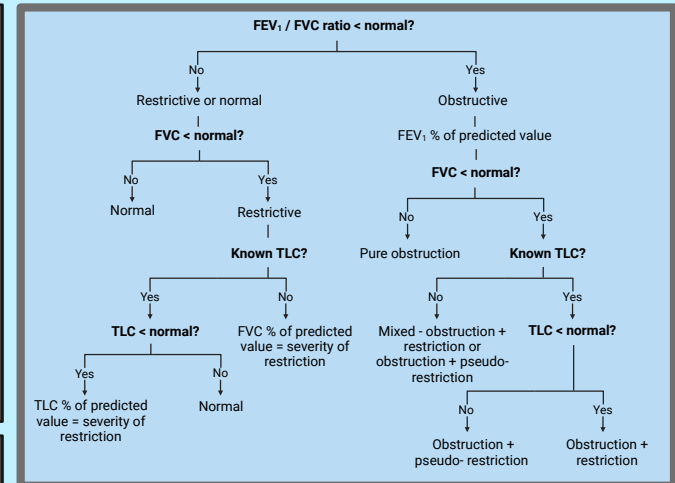 FEV₁ / FVC ratio < normal?
No
Yes
Restrictive or normal
Obstructive
FVC < normal?
FEV₁ % of predicted value
FVC < normal?
No
Yes
Normal
Restrictive
No
Yes
Known TLC?
Pure obstruction
Known TLC?
Yes
No
No
Yes
TLC < normal?
FVC % of predicted
value = severity of
restriction
Mixed - obstruction +
restriction or
obstruction + pseudo-
restriction
TLC < normal?
Yes
No
TLC % of predicted
value = severity of
restriction
Normal
No
Yes
Obstruction +
pseudo- restriction
Obstruction +
restriction